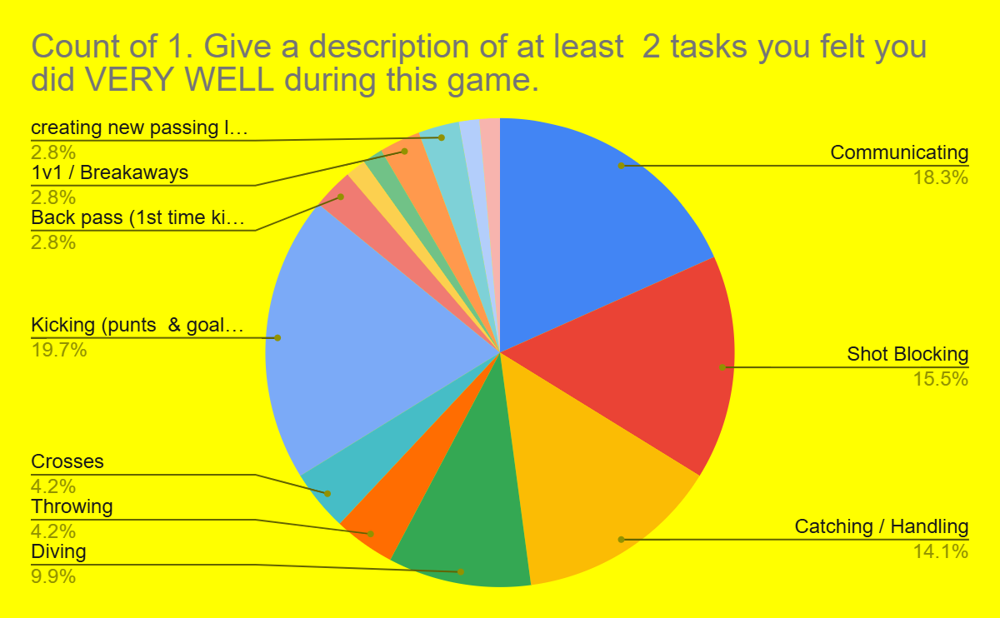 Count of 1. Give a description of at least  2 tasks you felt you
did VERY WELL during this game.
creating new passing l…
2.8%
1v1 / Breakaways
2.8%
Back pass (1st time ki…
2.8%
Kicking (punts  & goal…
19.7%
Crosses
4.2%
Throwing
4.2%
Diving
9.9%
Communicating
18.3%
Shot Blocking
15.5%
Catching / Handling
14.1%